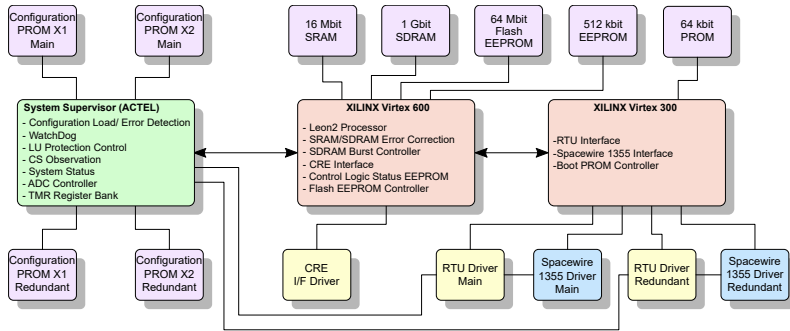 Configuration
PROM X1
Main
Configuration
PROM X2
Main
16 Mbit
SRAM
1 Gbit
SDRAM
64 Mbit
Flash
EEPROM
512 kbit
EEPROM
64 kbit
PROM
System Supervisor (ACTEL)
- Configuration Load/ Error Detection
- WatchDog
- LU Protection Control
- CS Observation
- System Status
- ADC Controller
- TMR Register Bank
XILINX Virtex 600
- Leon2 Processor
- SRAM/SDRAM Error Correction
- SDRAM Burst Controller
- CRE Interface
- Control Logic Status EEPROM
- Flash EEPROM Controller
XILINX Virtex 300
-RTU Interface
-Spacewire 1355 Interface
-Boot PROM Controller
Configuration
PROM X1
Redundant
Configuration
PROM X2
Redundant
CRE
I/F Driver
RTU Driver
Main
Spacewire
1355 Driver
Main
RTU Driver
Redundant
Spacewire
1355 Driver
Redundant